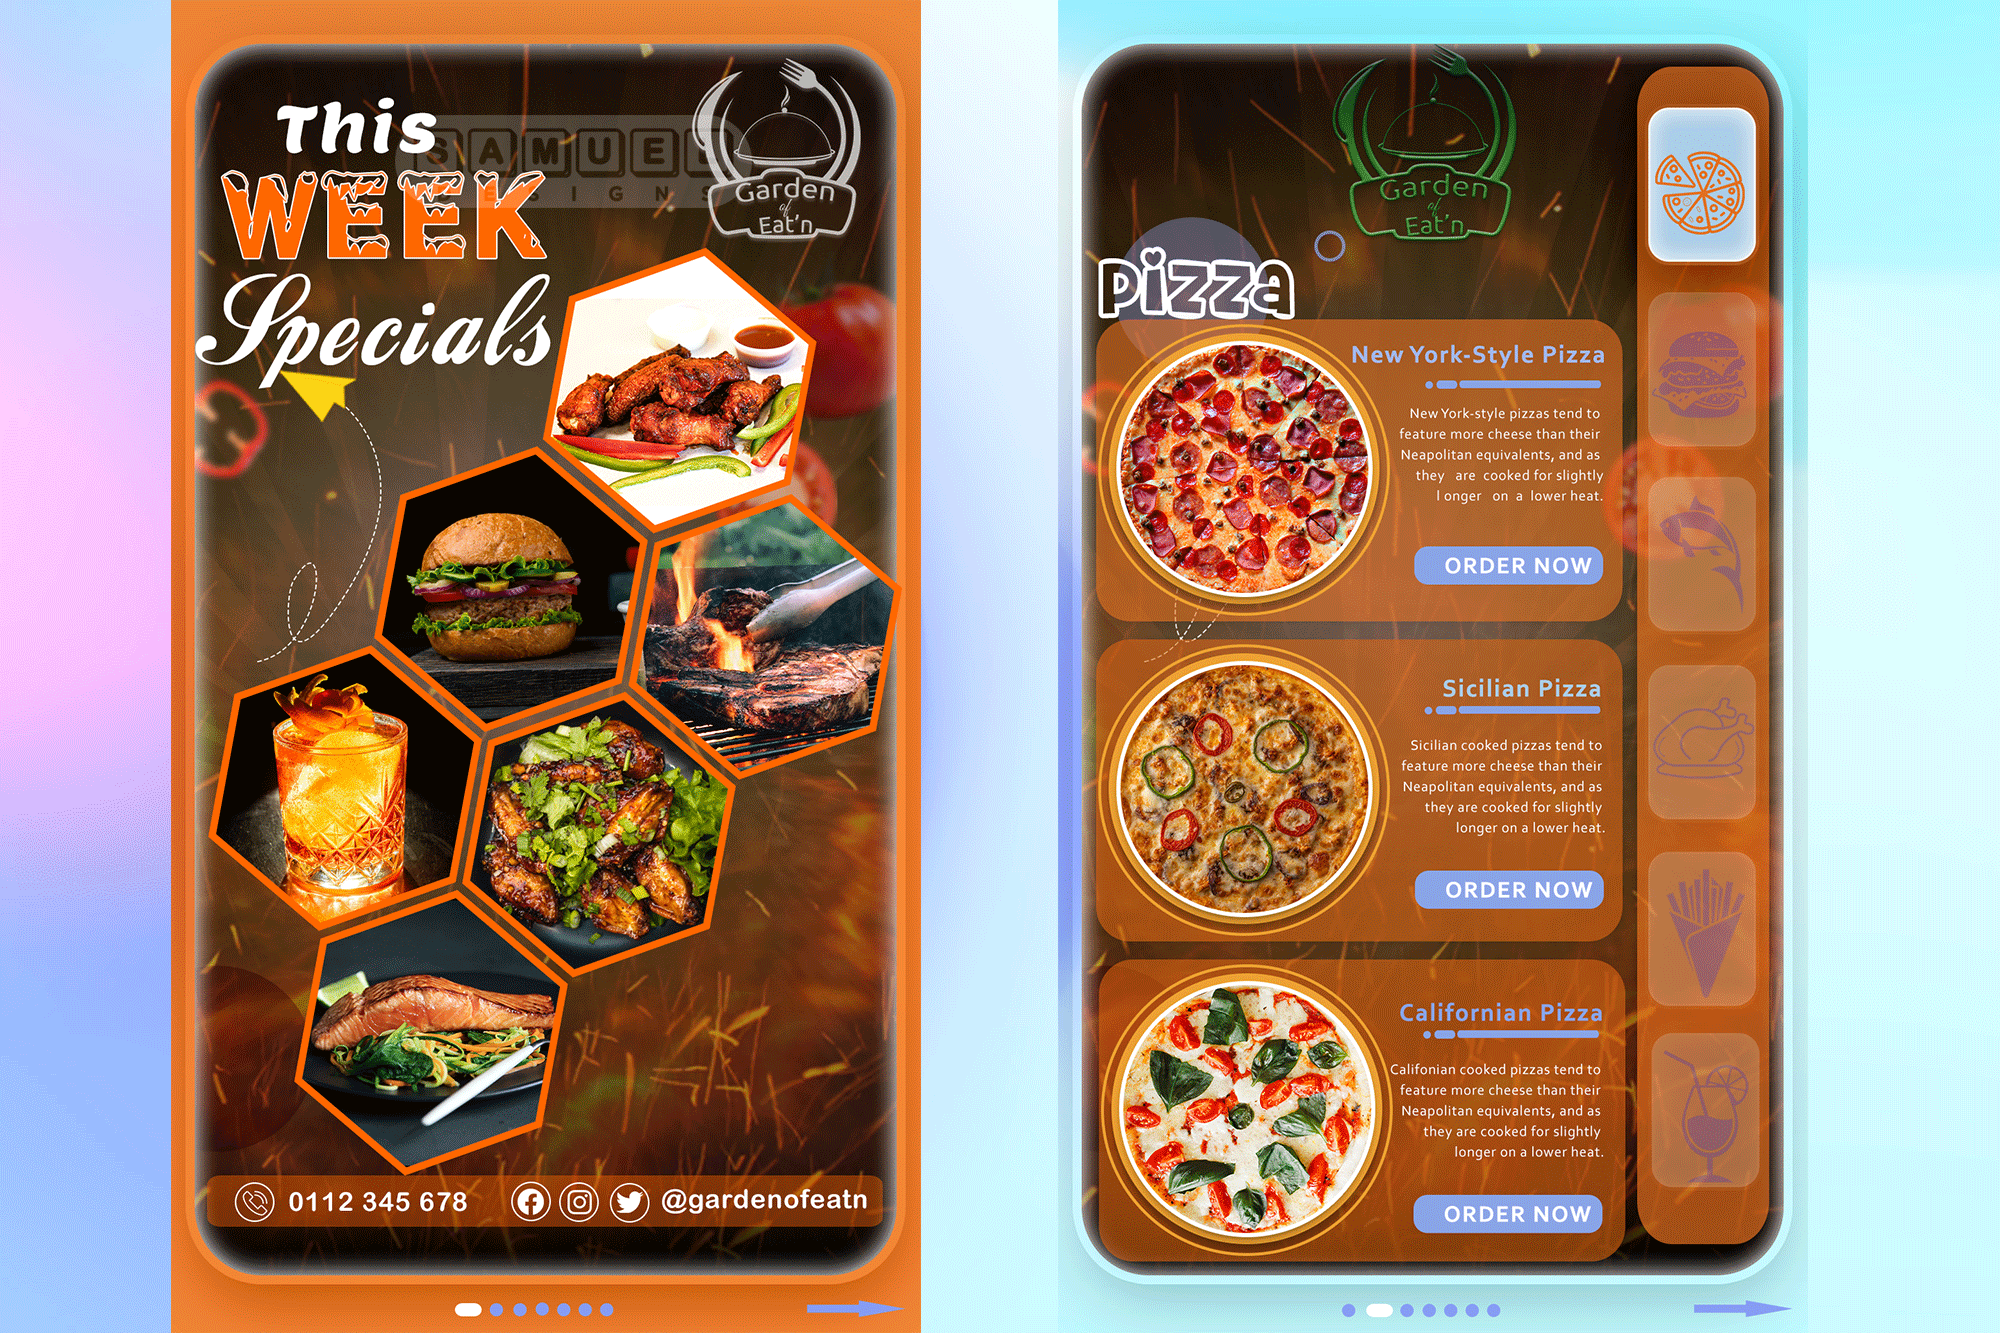 This
WEEK
Specials
SAMUEL
DESIGNS
Garden
of
Eat'n
0112 345 678
@gardenofeatn
Garden
of
Eat'n
Pizza
New York-Style Pizza
New York-style pizzas tend to
feature more cheese than their
Neapolitan equivalents, and as
they are cooked for slightly
l onger on a lower heat.
ORDER NOW
Sicilian Pizza
Sicilian cooked pizzas tend to
feature more cheese than their
Neapolitan equivalents, and as
they are cooked for slightly
longer on a lower heat.
ORDER NOW
Californian Pizza
Califonian cooked pizzas tend to
feature more cheese than their
Neapolitan equivalents, and as
they are cooked for slightly
longer on a lower heat.
ORDER NOW